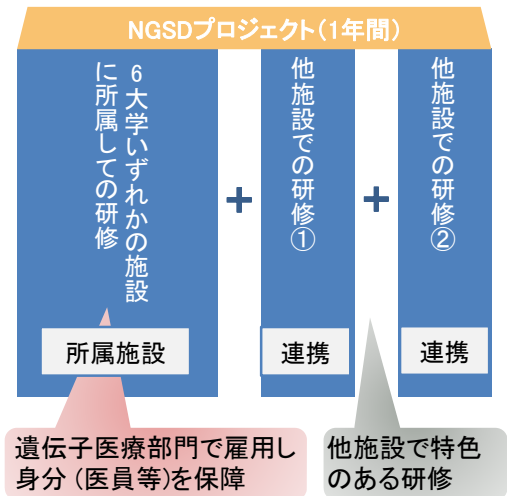 NGSDプロジェクト(1年間)
6大学いずれかの施設
に所属しての研修
+
他施設での研修①
+
他施設での研修②
所属施設
連携
連携
遺伝子医療部門で雇用し
身分(医員等)を保障
他施設で特色
のある研修